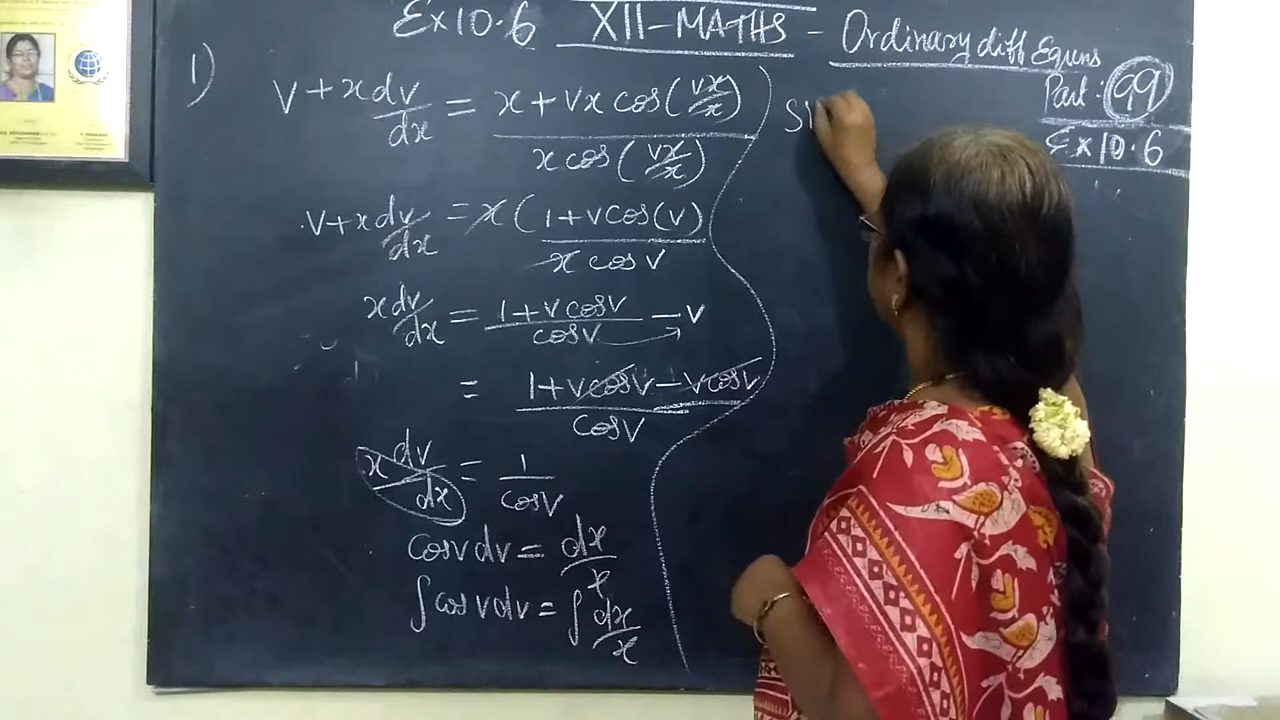 Ex 10.6 XII-MATHS - Ordinary diff Equns
Part: 99
Ex 10.6
1)
v + x dv/dx = x + vx cos(vx/x) / x cos(vx/x)
v + x dv/dx = x(1 + v cos(v) / x cos v
x dv/dx = 1 + v cos v / cos v - v
= 1 + v cos v - v cos v / cos v
x dv/dx = 1 / cos v
cos v dv = dx/x
∫ cos v dv = ∫ dx/x
SI